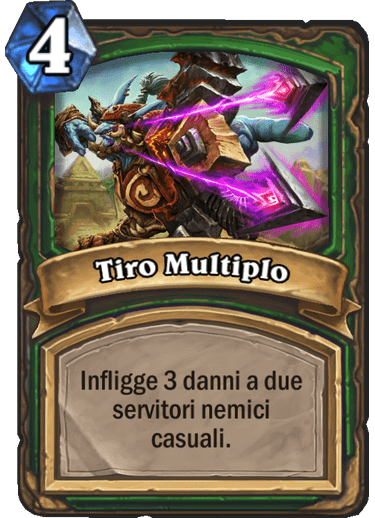 4
Tiro Multiplo
Infligge 3 danni a due
servitori nemici
casuali.